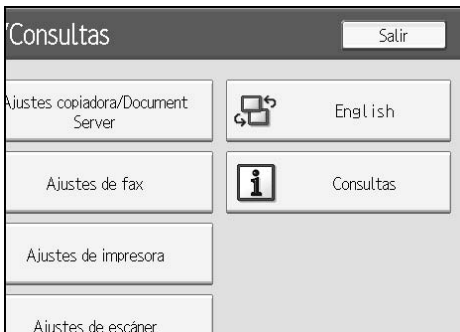 /Consultas
Salir
Ajustes copiadora/Document
Server
English
Ajustes de fax
Consultas
Ajustes de impresora
Ajustes de escáner